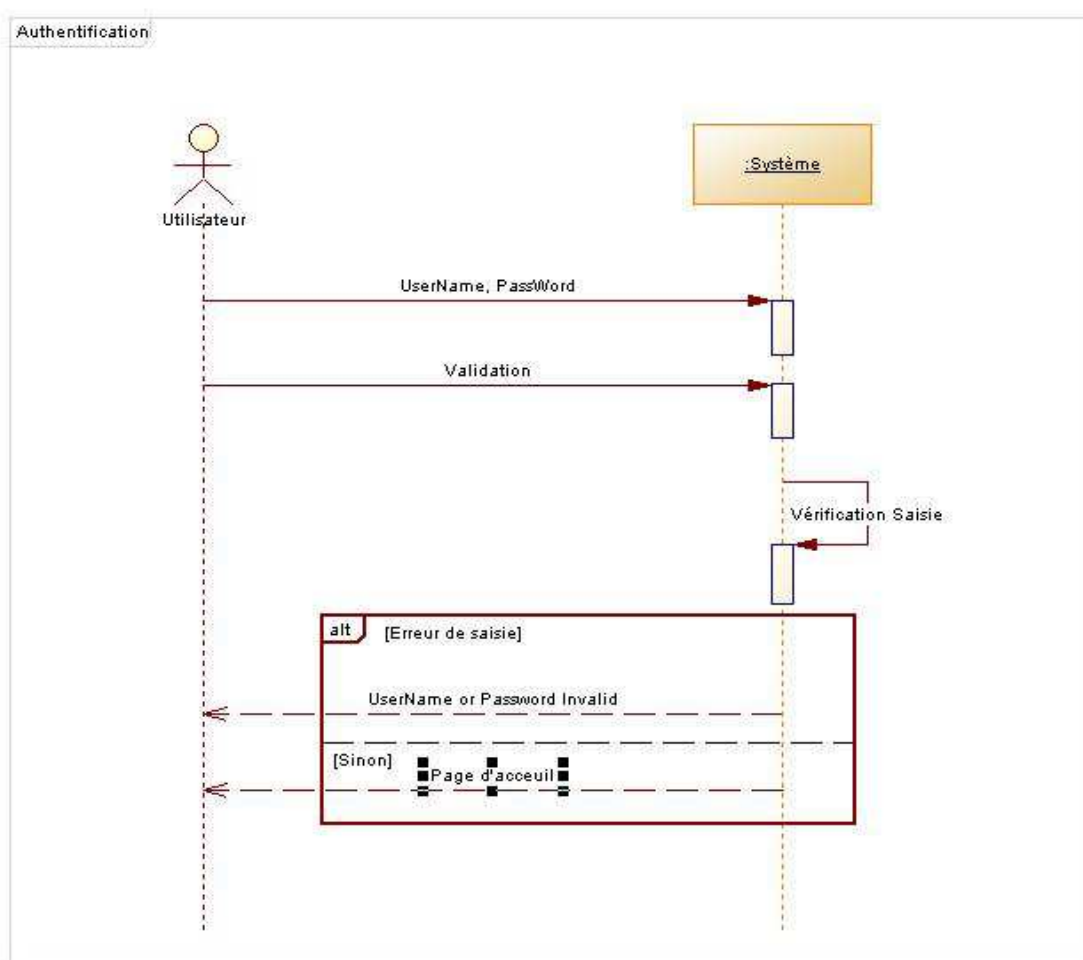 Authentification
:Système
Utilisateur
UserName, PassWord
Validation
Vérification Saisie
alt [Erreur de saisie]
UserName or Password Invalid
[Sinon]
Page d'acceuil